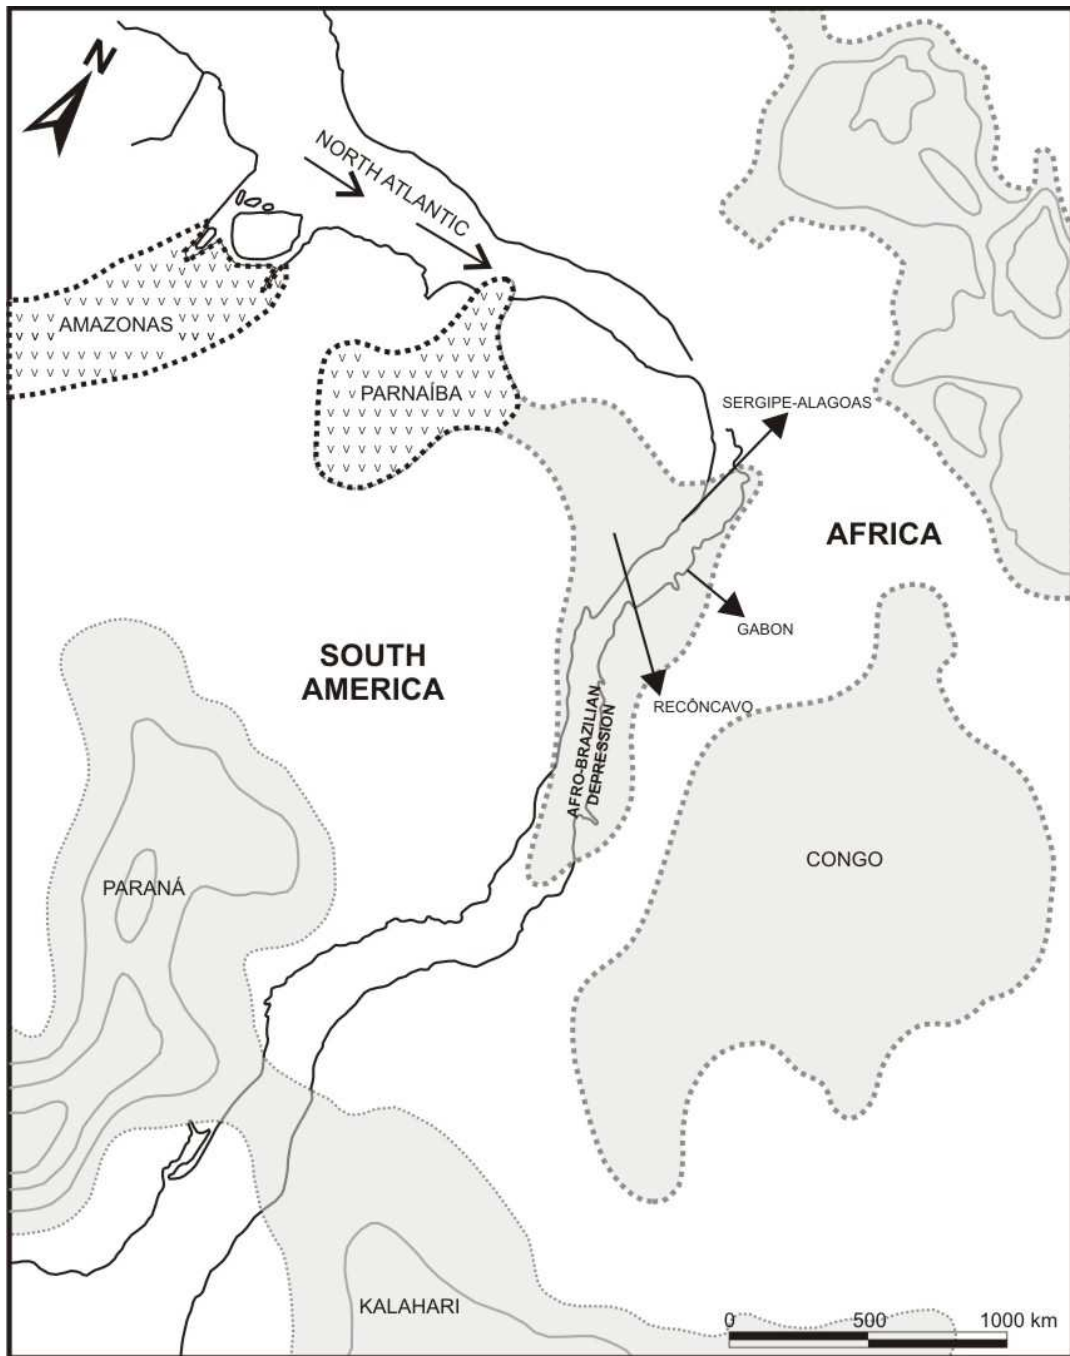 N
NORTH ATLANTIC
AMAZONAS
PARNAÍBA
SERGIPE-ALAGOAS
AFRICA
GABON
SOUTH
AMERICA
RECÔNCAVO
AFRO-BRAZILIAN
DEPRESSION
CONGO
PARANÁ
KALAHARI
0 500 1000 km